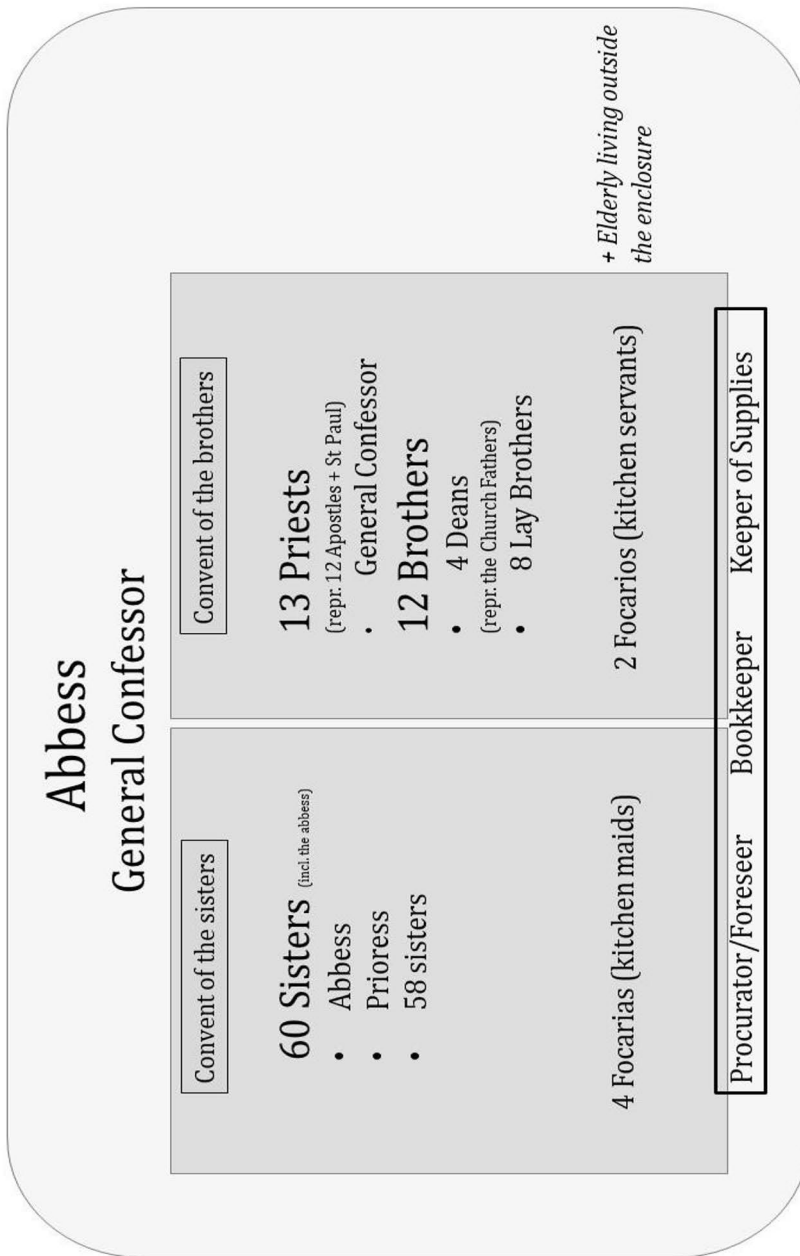 Abbess
General Confessor
Convent of the sisters
60 Sisters (incl. the abbess)
• Abbess
• Prioress
• 58 sisters
4 Focarias (kitchen maids)
Convent of the brothers
13 Priests
(repr. 12 Apostles + St Paul)
• General Confessor
12 Brothers
• 4 Deans
(repr. the Church Fathers)
• 8 Lay Brothers
2 Focarios (kitchen servants)
+ Elderly living outside
the enclosure
Procurator/Foreseer Bookkeeper Keeper of Supplies